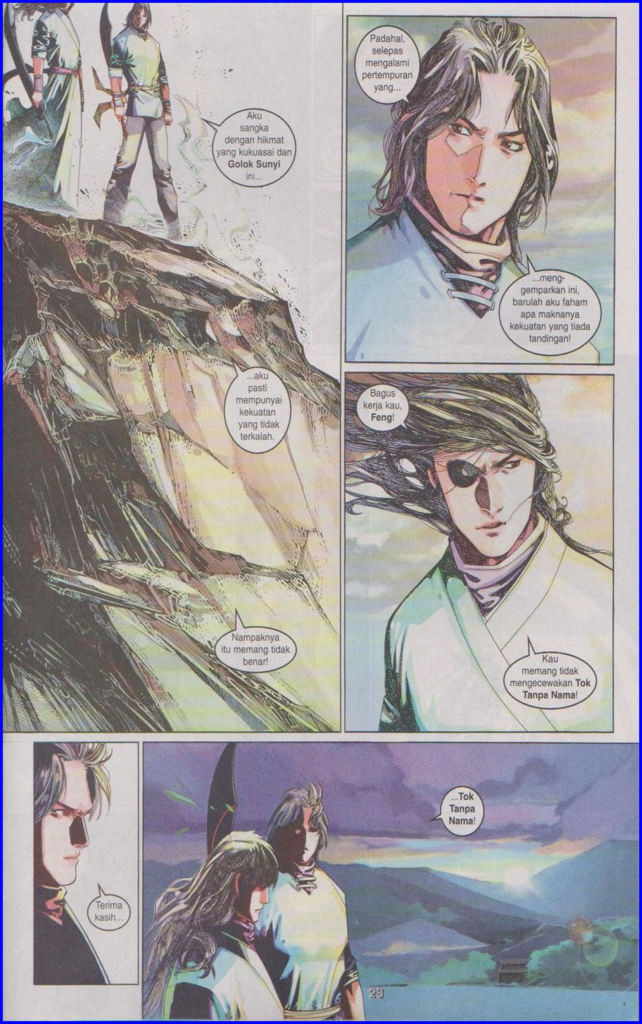 Aku
sangka
dengan hikmat
yang kukuasai dan
Golok Sunyi
ini...
...aku
pasti
mempunyai
kekuatan
yang tidak
terkalah.
Nampaknya
itu memang tidak
benar!
Padahal,
selepas
mengalami
pertempuran
yang...
...meng-
gemparkan ini,
barulah aku faham
apa maknanya
kekuatan yang tiada
tandingan!
Bagus
kerja kau,
Feng!
Kau
memang tidak
mengecewakan Tok
Tanpa Nama!
Terima
kasih...
...Tok
Tanpa
Nama!
23